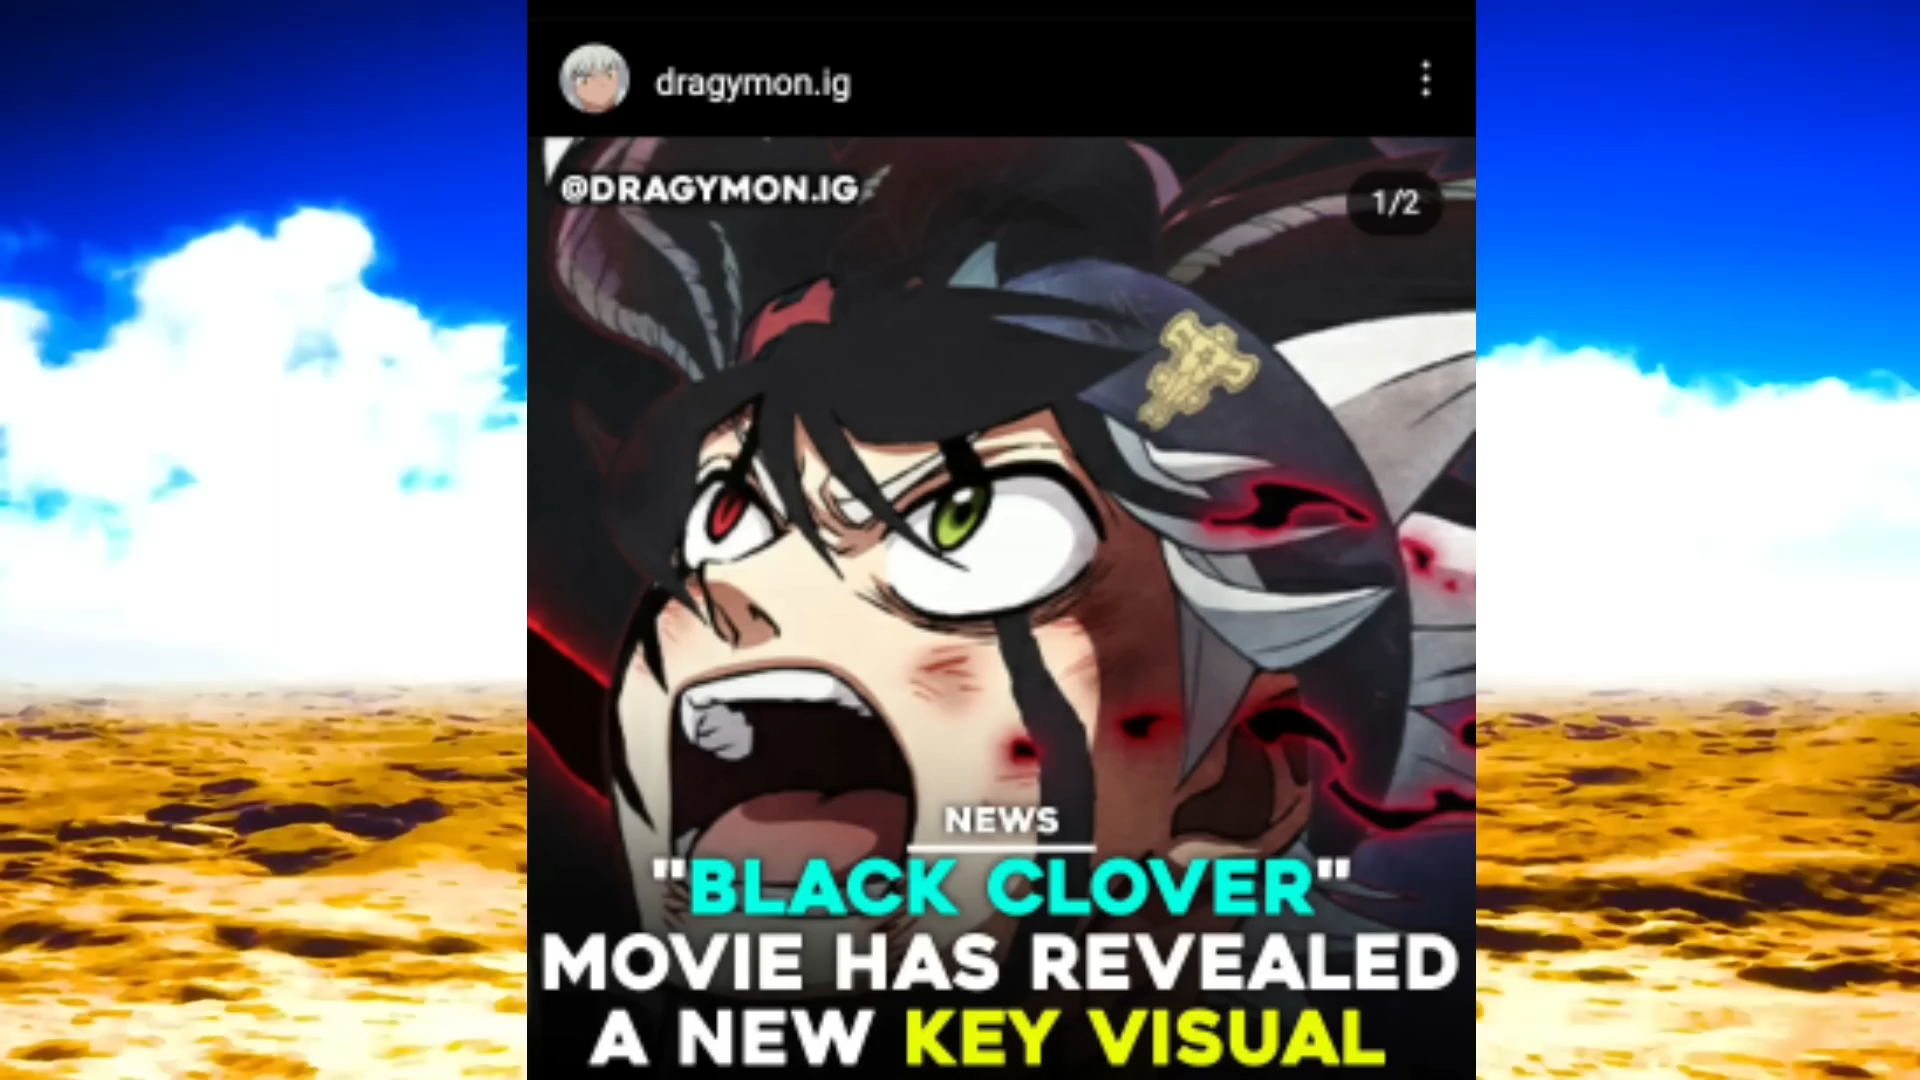 dragymon.ig
@DRAGYMON.IG
1/2
NEWS
"BLACK CLOVER"
MOVIE HAS REVEALED
A NEW KEY VISUAL